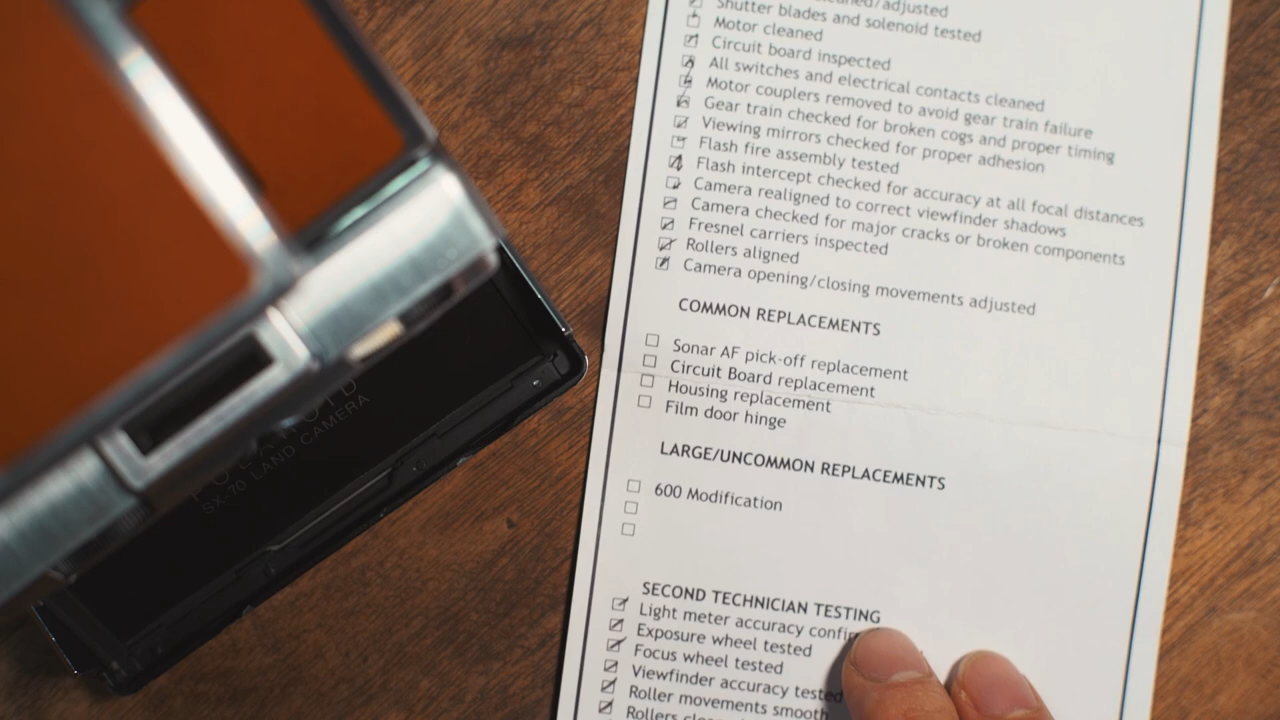 cleaned/adjusted
Shutter blades and solenoid tested
Motor cleaned
Circuit board inspected
All switches and electrical contacts cleaned
Motor couplers removed to avoid gear train failure
Gear train checked for broken cogs and proper timing
Viewing mirrors checked for proper adhesion
Flash fire assembly tested
Flash intercept checked for accuracy at all focal distances
Camera realigned to correct viewfinder shadows
Camera checked for major cracks or broken components
Fresnel carriers inspected
Rollers aligned
Camera opening/closing movements adjusted
COMMON REPLACEMENTS
Sonar AF pick-off replacement
Circuit Board replacement
Housing replacement
Film door hinge
LARGE/UNCOMMON REPLACEMENTS
600 Modification
SECOND TECHNICIAN TESTING
Light meter accuracy
Exposure wheel tested
Focus wheel tested
Viewfinder accuracy tested
Roller movements smooth
Rollers
POLAROID
SX-70 LAND CAMERA